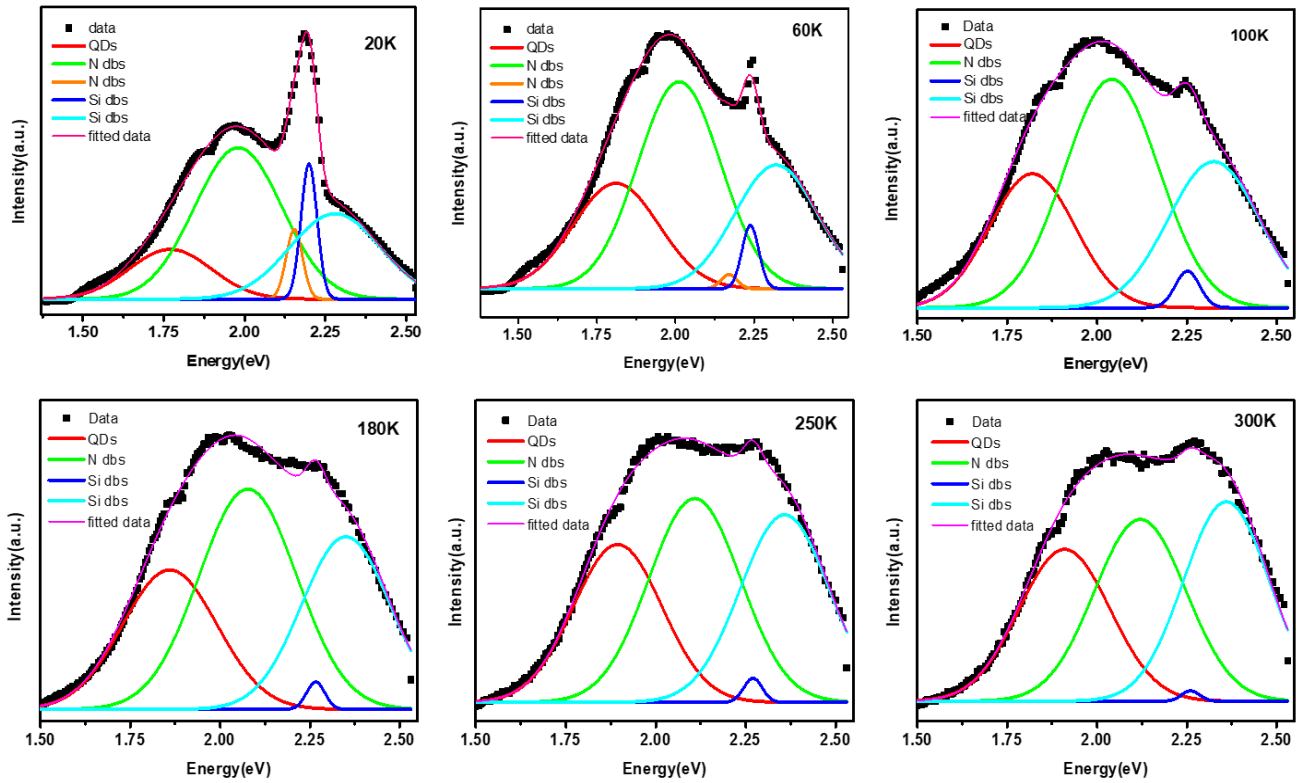 20K
data
QDs
N dbs
N dbs
Si dbs
Si dbs
fitted data
Intensity(a.u.)
1.50 1.75 2.00 2.25 2.50
Energy(eV)
60K
data
QDs
N dbs
N dbs
Si dbs
Si dbs
fitted data
Intensity(a.u.)
1.50 1.75 2.00 2.25 2.50
Energy(eV)
100K
Data
QDs
N dbs
Si dbs
Si dbs
fitted data
Intensity(a.u.)
1.50 1.75 2.00 2.25 2.50
Energy(eV)
180K
Data
QDs
N dbs
Si dbs
Si dbs
fitted data
Intensity(a.u.)
1.50 1.75 2.00 2.25 2.50
Energy(eV)
250K
Data
QDs
N dbs
Si dbs
Si dbs
fitted data
Intensity(a.u.)
1.50 1.75 2.00 2.25 2.50
Energy(eV)
300K
Data
QDs
N dbs
Si dbs
Si dbs
fitted data
Intensity(a.u.)
1.50 1.75 2.00 2.25 2.50
Energy(eV)